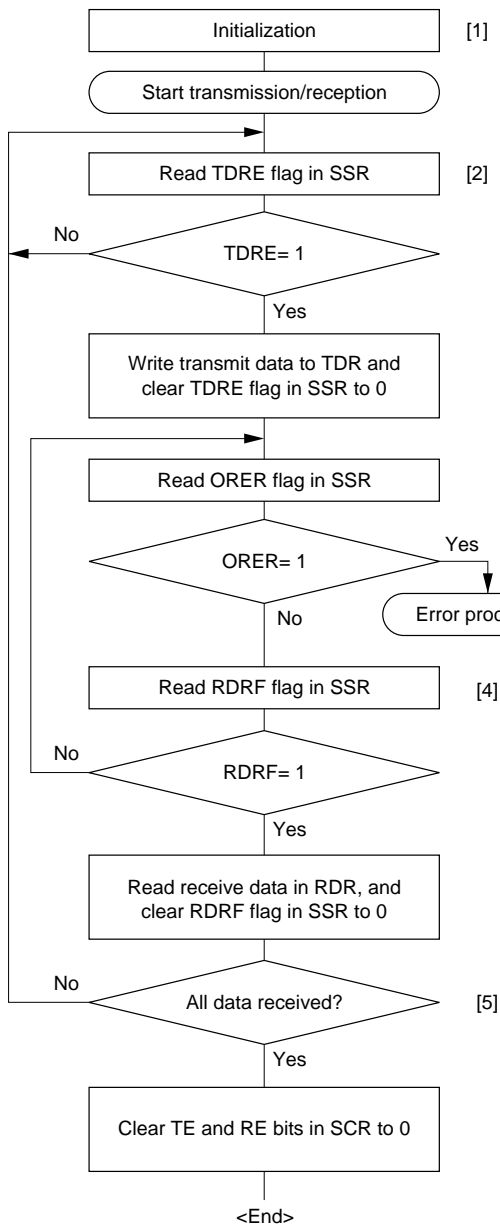 Initialization
[1]
Start transmission/reception
Read TDRE flag in SSR
[2]
No
TDRE= 1
Yes
Write transmit data to TDR and
clear TDRE flag in SSR to 0
Read ORER flag in SSR
ORER= 1
Yes
Error
No
Read RDRF flag in SSR
[4]
No
RDRF= 1
Yes
Read receive data in RDR, and
clear RDRF flag in SSR to 0
No
All data received?
[5]
Yes
Clear TE and RE bits in SCR to 0
<End>